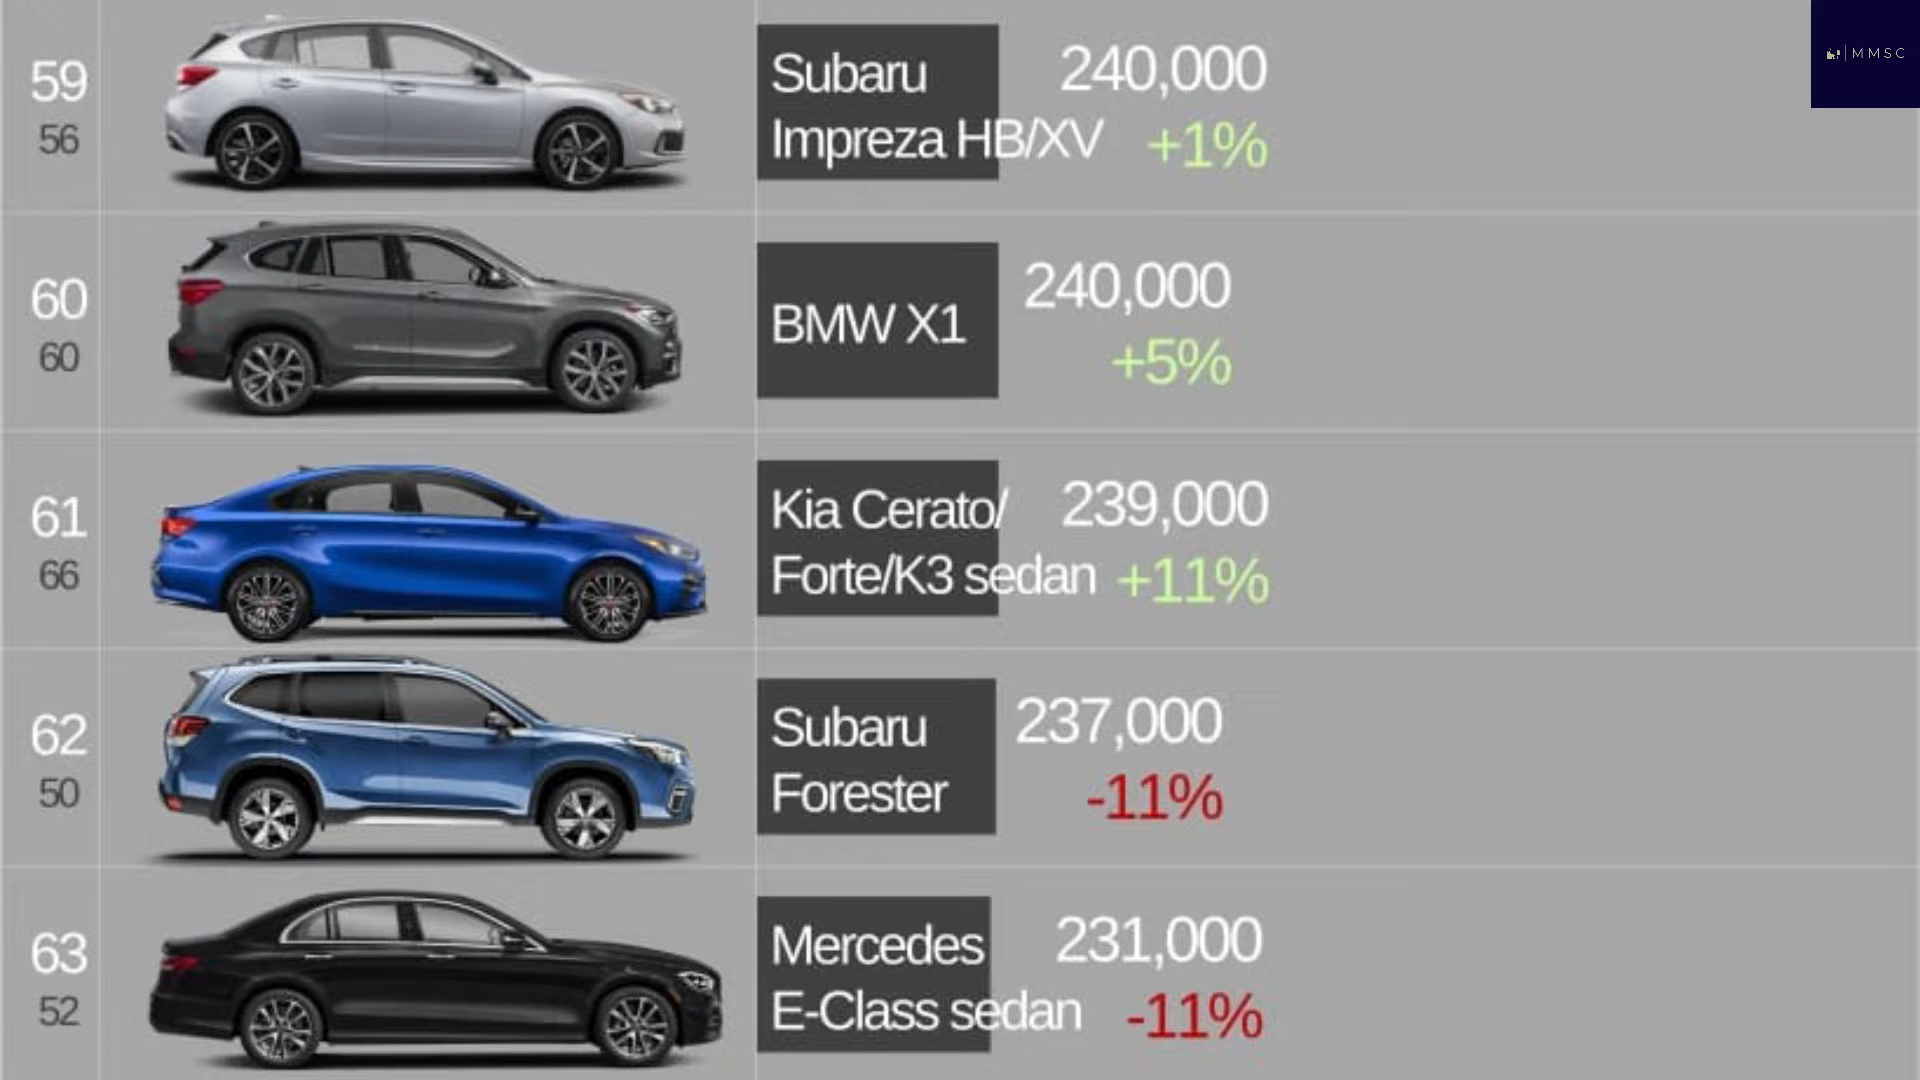 59
56
Subaru
Impreza HB/XV
240,000
+1%
MMSC
60
60
BMW X1
240,000
+5%
61
66
Kia Cerato/
Forte/K3 sedan
239,000
+11%
62
50
Subaru
Forester
237,000
-11%
63
52
Mercedes
E-Class sedan
231,000
-11%